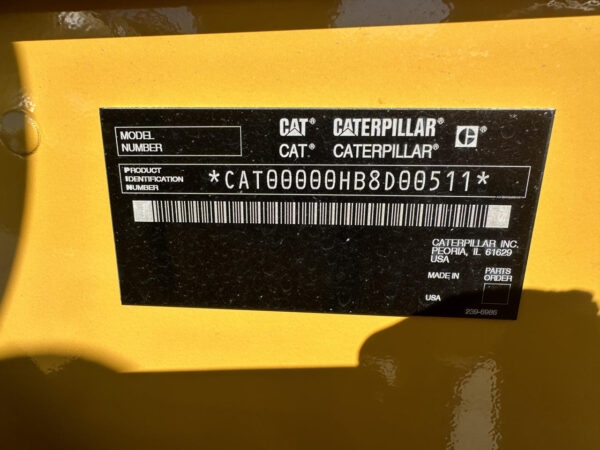 CAT® CATERPILLAR® C®
CAT® CATERPILLAR®
MODEL
NUMBER
PRODUCT
IDENTIFICATION
NUMBER
*CAT00000HB8D00511*
CATERPILLAR INC.
PEORIA, IL 61629
USA
MADE IN
PARTS
ORDER
USA
239-6986